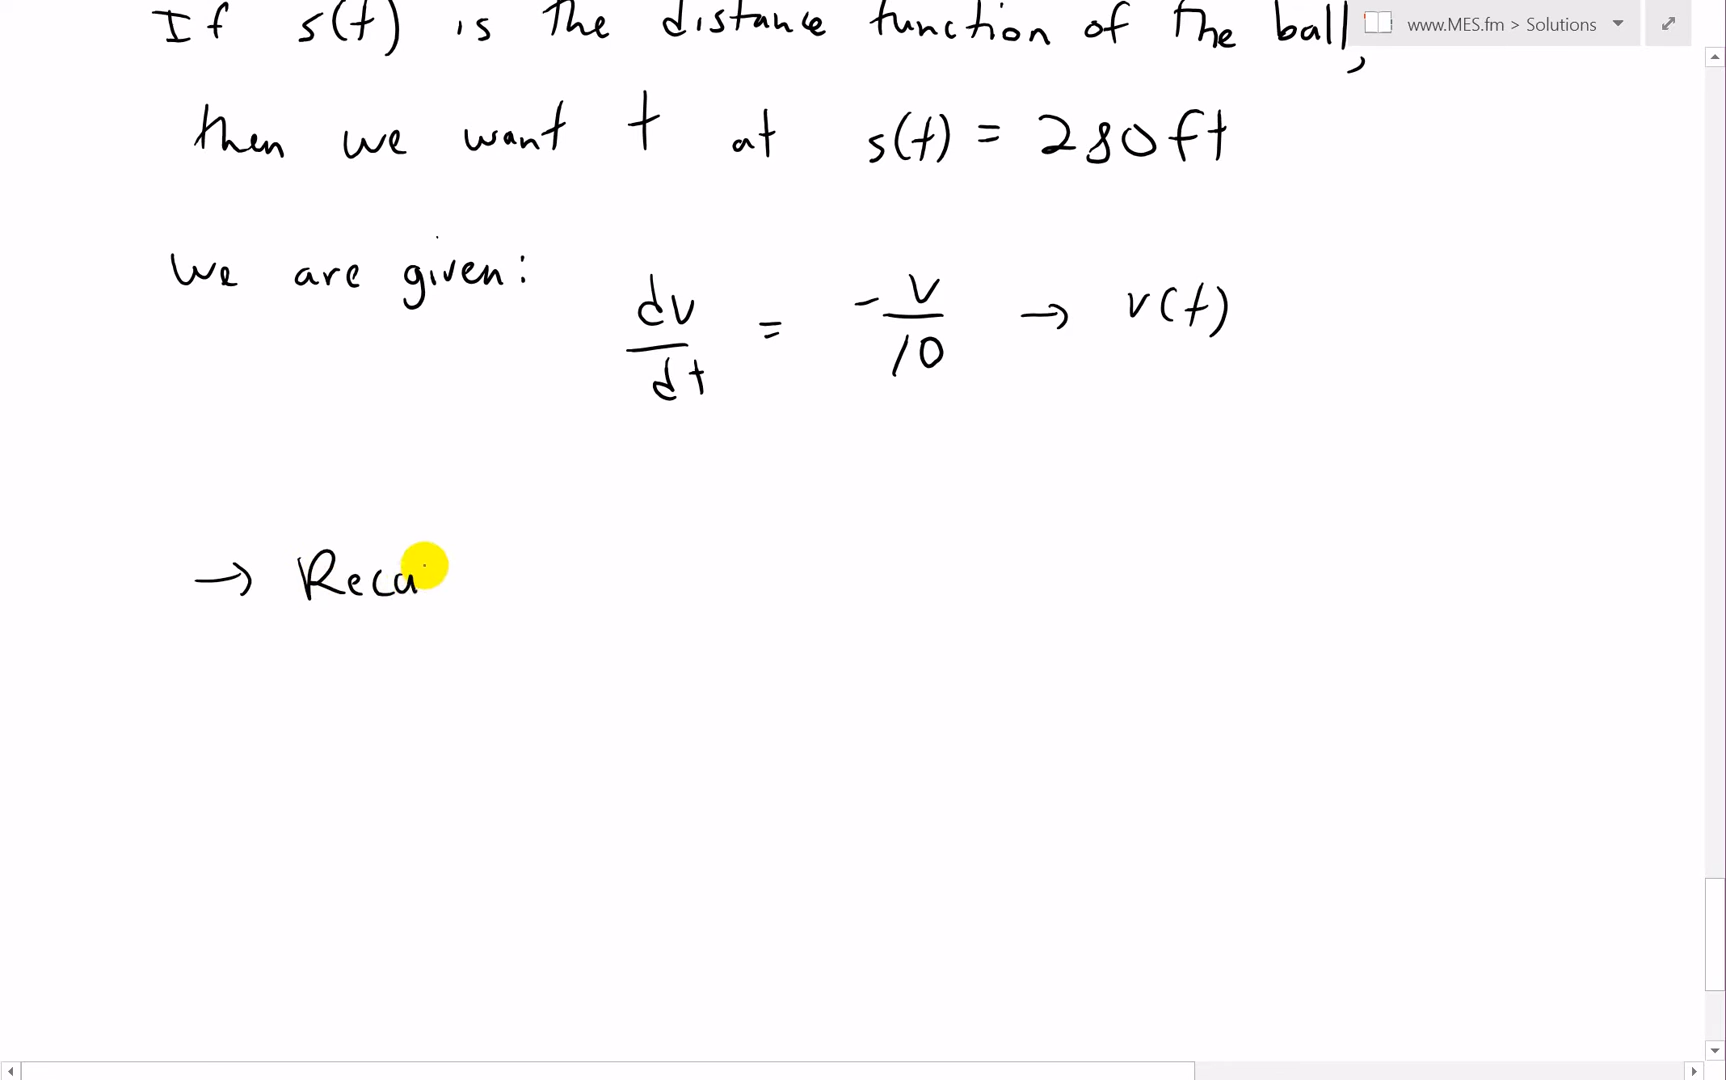 If s(t) is the distance function of the ball,
www.MES.fm > Solutions
then we want t at s(t) = 280ft
We are given: dv/dt = -v/10 → v(t)
→ Reca